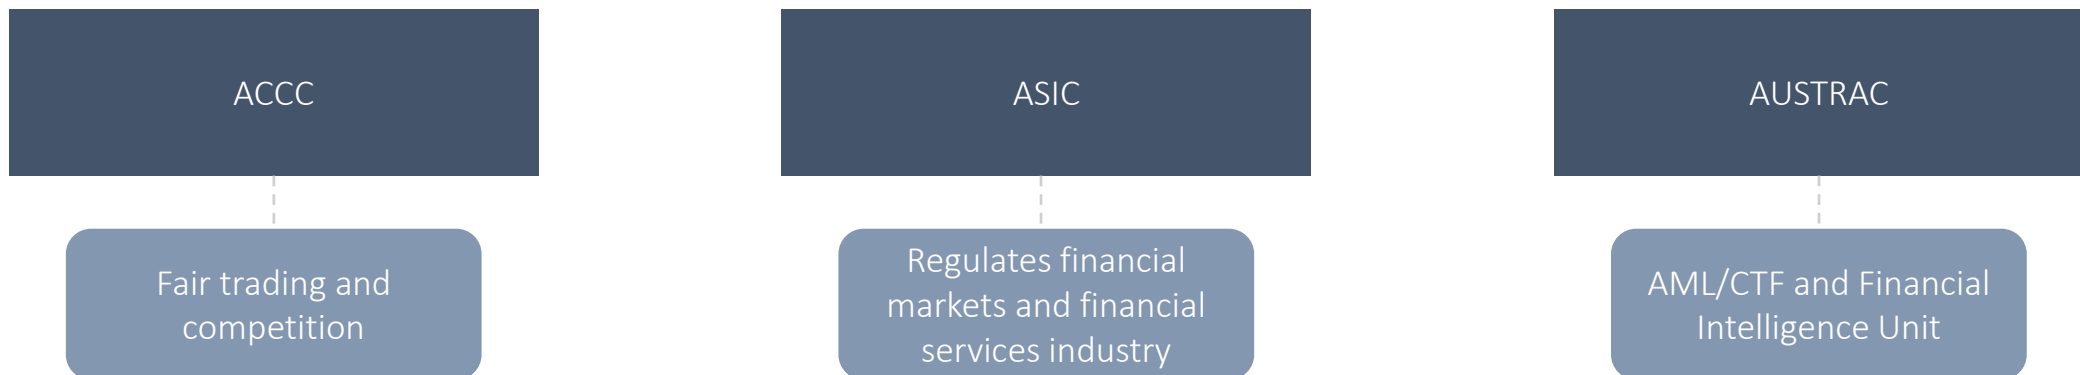 ACCC
Fair trading and
competition
ASIC
Regulates financial
markets and financial
services industry
AUSTRAC
AML/CTF and Financial
Intelligence Unit